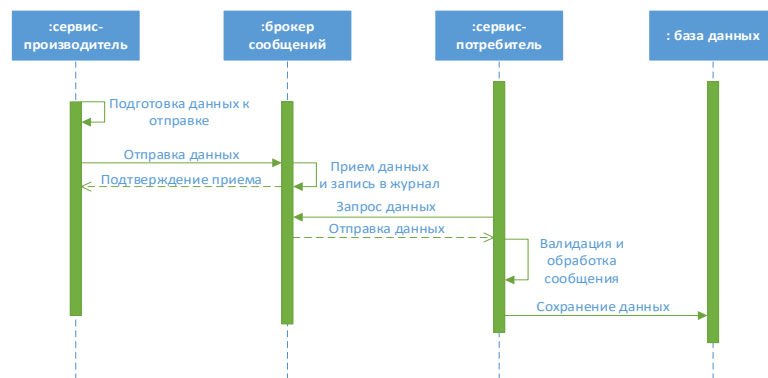 :сервис-
производитель
:брокер
сообщений
:сервис-
потребитель
: база данных
Подготовка данных к
отправке
Отправка данных
Прием данных
и запись в журнал
Подтверждение приема
Запрос данных
Отправка данных
Валидация и
обработка
сообщения
Сохранение данных